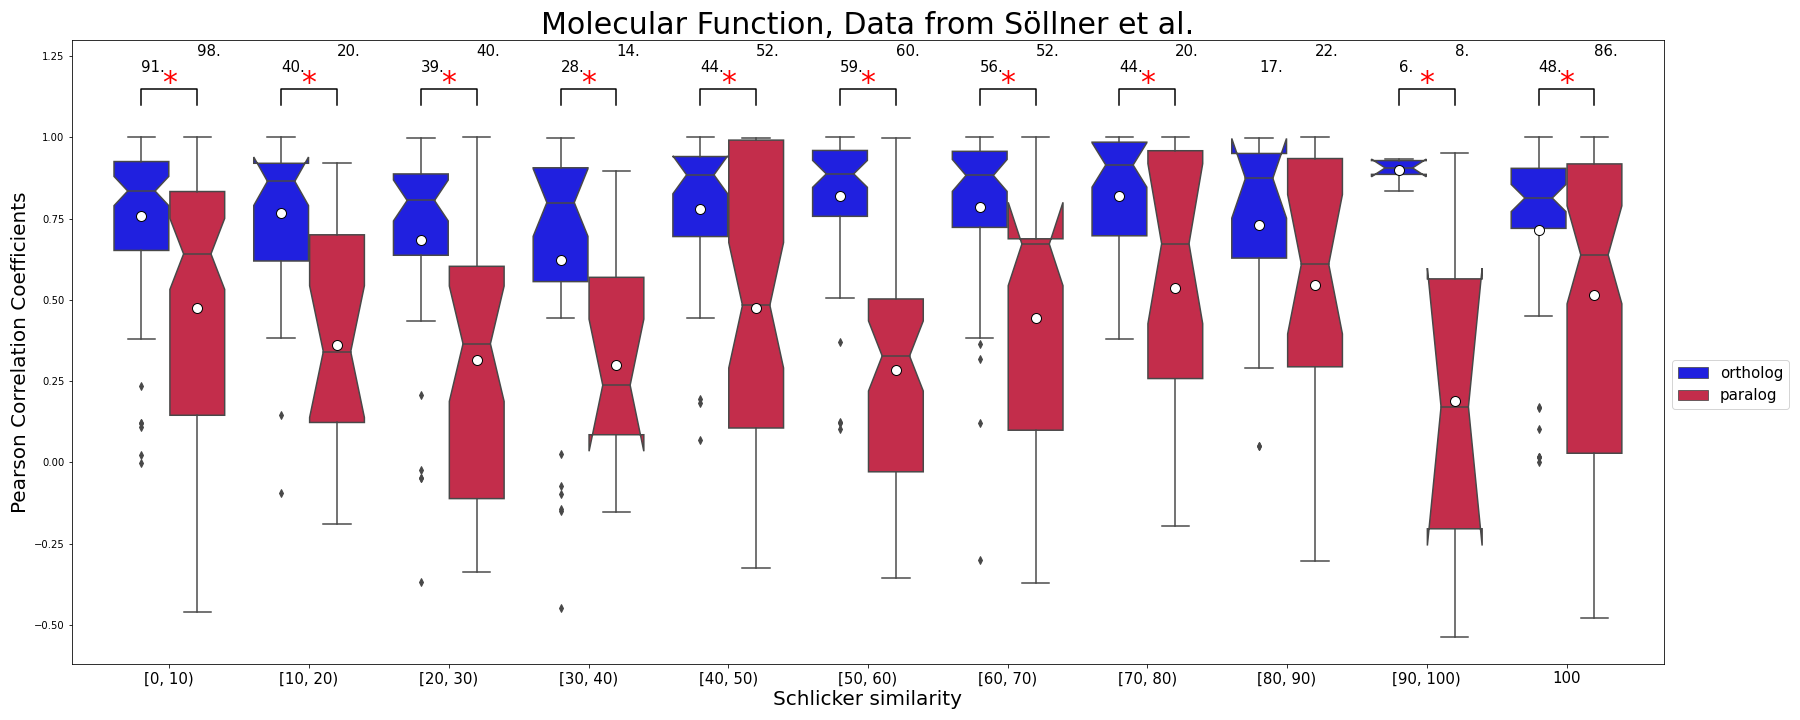 Molecular Function, Data from Söllner et al.
98. 20. 40. 14. 52. 60. 52. 20. 22. 8. 86.
91. 40. 39. 28. 44. 59. 56. 44. 17. 6. 48.
* * * * * * * * * *
1.25
1.00
0.75
0.50
0.25
0.00
−0.25
−0.50
Pearson Correlation Coefficients
ortholog
paralog
[0, 10) [10, 20) [20, 30) [30, 40) [40, 50) [50, 60) [60, 70) [70, 80) [80, 90) [90, 100) 100
Schlicker similarity